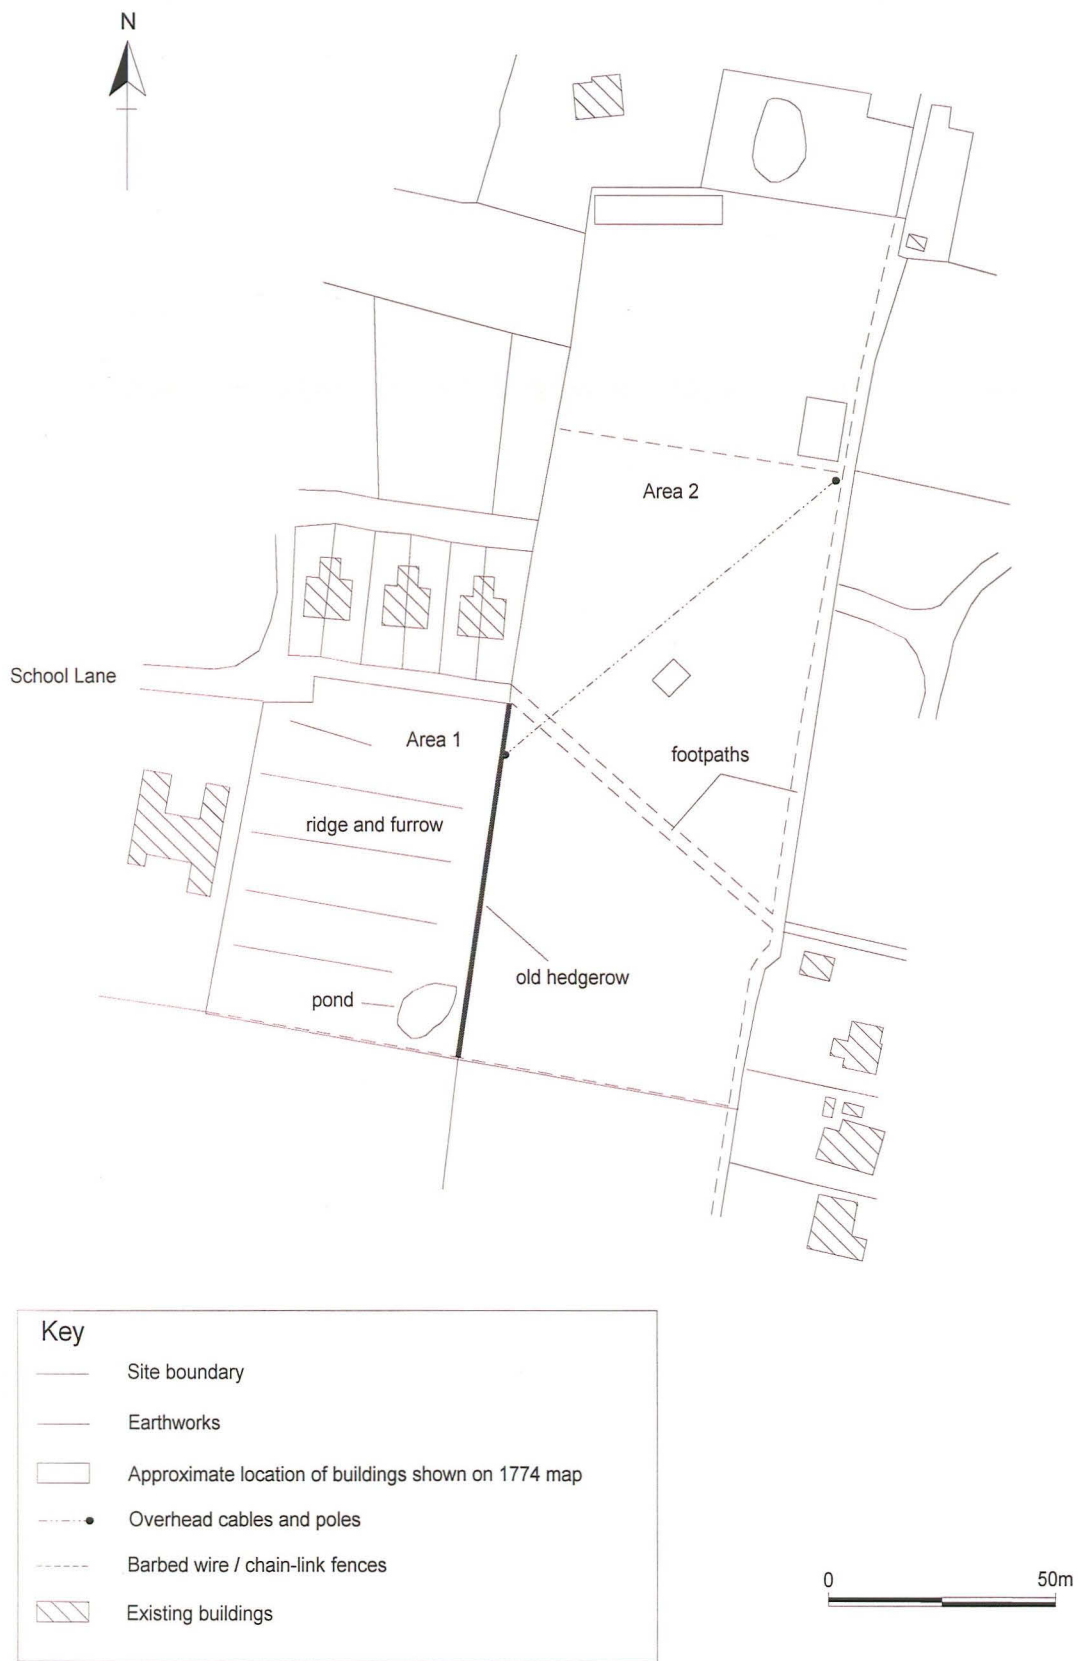 N
Area 2
School Lane
Area 1
footpaths
ridge and furrow
old hedgerow
pond
Key
Site boundary
Earthworks
Approximate location of buildings shown on 1774 map
Overhead cables and poles
Barbed wire / chain-link fences
Existing buildings
0 50m